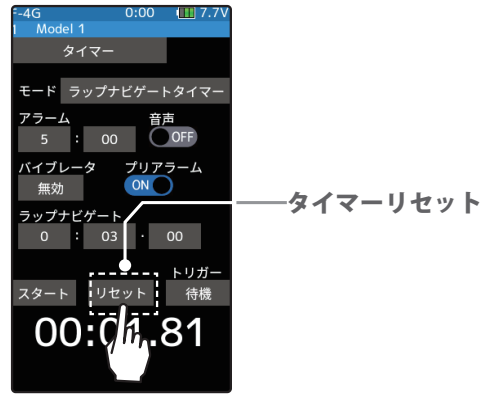 F-4G 0:00 7.7V
1 Model 1
タイマー
モード ラップナビゲートタイマー
アラーム 音声
5 : 00 OFF
バイブレータ プリアラーム
無効 ON
タイマーリセット
ラップナビゲート
0 : 03 . 00
トリガー
スタート リセット 待機
00:01.81